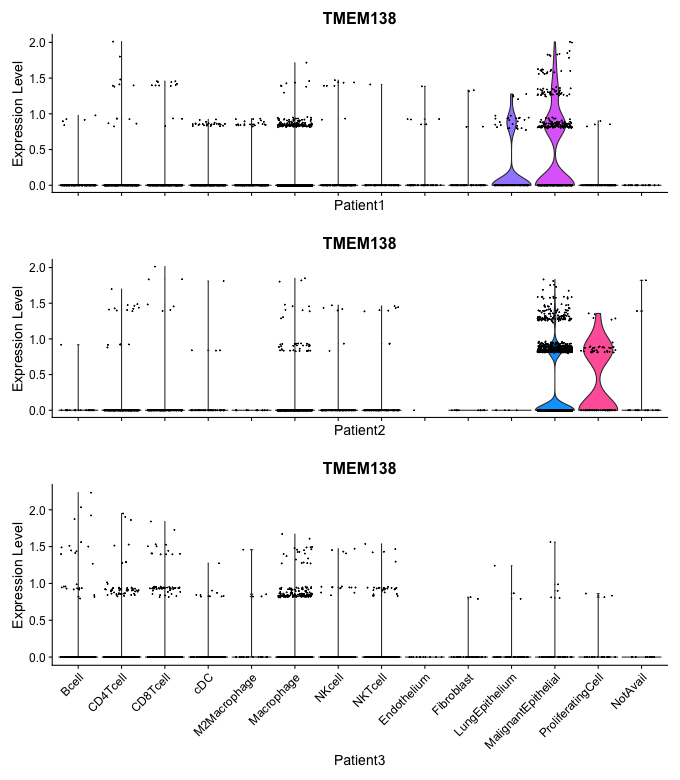 TMEM138
Expression Level
2.0
1.5
1.0
0.5
0.0
Patient1
TMEM138
Expression Level
2.0
1.5
1.0
0.5
0.0
Patient2
TMEM138
Expression Level
2.0
1.5
1.0
0.5
0.0
Bcell
CD4Tcell
CD8Tcell
cDC
M2Macrophage
Macrophage
NKcell
NKTcell
Endothelium
Fibroblast
LungEpithelium
MalignantEpithelial
ProliferatingCell
NotAvail
Patient3